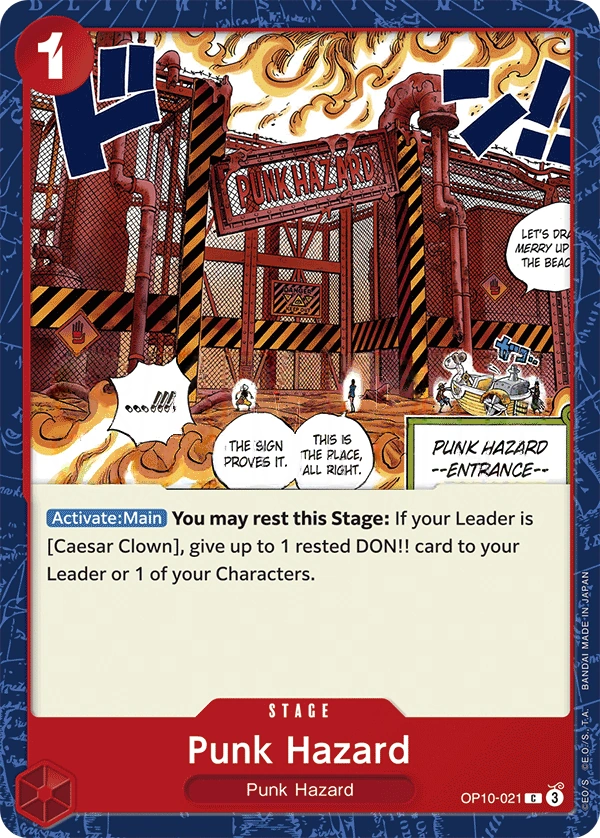 1
ドン!!
PUNK HAZARD
DANGER
LET'S DRA
MERRY UP
THE BEAC
...…!!!,
THE SIGN
PROVES IT.
THIS IS
THE PLACE,
ALL RIGHT.
PUNK HAZARD
--ENTRANCE--
Activate:Main You may rest this Stage: If your Leader is
[Caesar Clown], give up to 1 rested DON!! card to your
Leader or 1 of your Characters.
STAGE
Punk Hazard
Punk Hazard
OP10-021 C 3
©E.O./S. ©E.O./S.,T.A. BANDAI MADE IN JAPAN